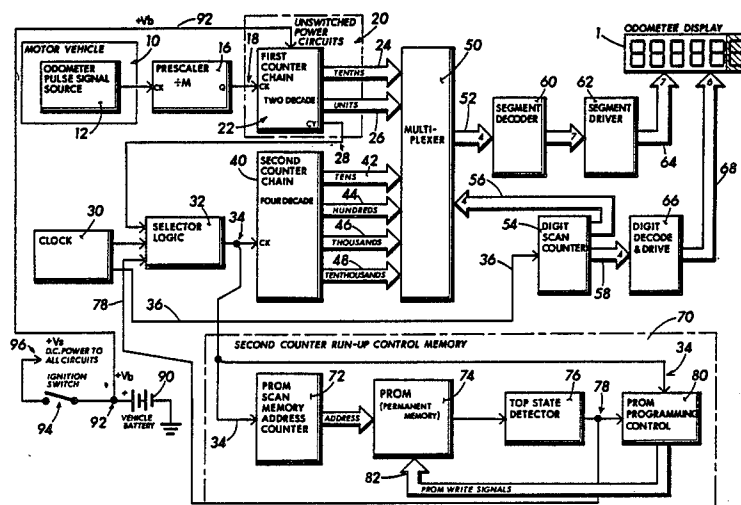 +Vb
92
UNSWITCHED
POWER
CIRCUITS
20
ODOMETER DISPLAY
1
88888
MOTOR VEHICLE
10
ODOMETER
PULSE SIGNAL
SOURCE
12
CK
PRESCALER
÷M
Q
16
18
FIRST
COUNTER
CHAIN
CK
TWO DECADE
22
CY
24
TENTHS
UNITS
26
28
50
MULTI-
PLEXER
52
4
60
SEGMENT
DECODER
7
62
SEGMENT
DRIVER
7
64
6
68
40
SECOND
COUNTER
CHAIN
FOUR DECADE
CK
42
TENS
44
HUNDREDS
46
THOUSANDS
48
TENTHOUSANDS
56
4
54
DIGIT
SCAN
COUNTER
4
58
66
DIGIT
DECODE
& DRIVE
30
CLOCK
32
SELECTOR
LOGIC
34
78
36
36
36
96
+Vs
D.C. POWER TO
ALL CIRCUITS
IGNITION
SWITCH
94
+Vb
92
+
90
VEHICLE
BATTERY
SECOND COUNTER RUN-UP CONTROL MEMORY
70
34
72
PROM
SCAN
MEMORY
ADDRESS
COUNTER
34
ADDRESS
74
PROM
(PERMANENT
MEMORY)
76
TOP STATE
DETECTOR
78
80
PROM
PROGRAMMING
CONTROL
82
PROM WRITE SIGNALS